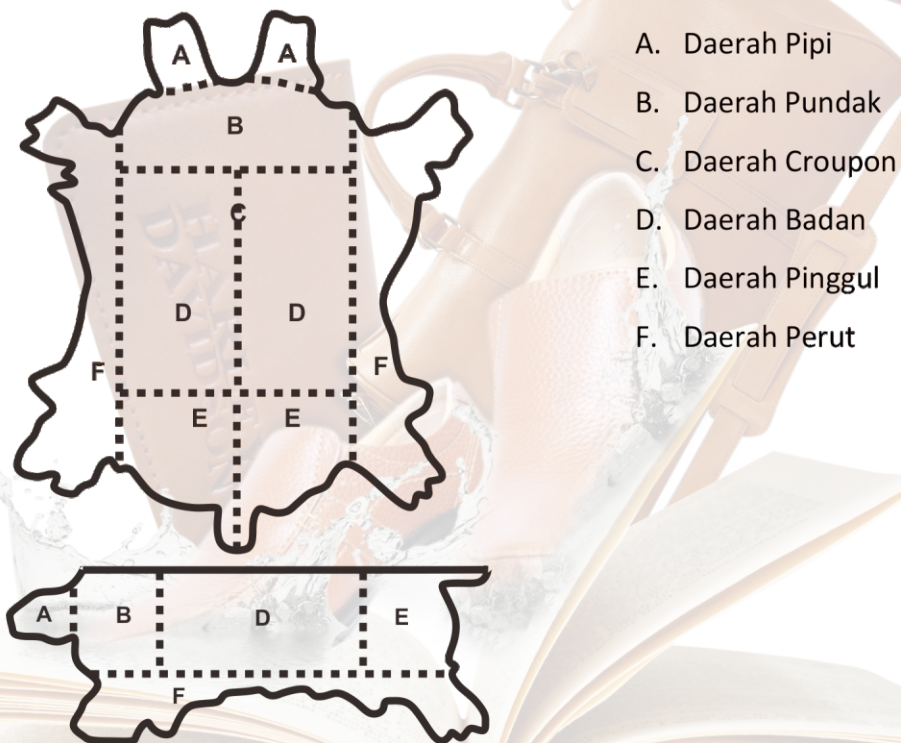 A A
B
C
D D
F F
E E
A B D E
F
A. Daerah Pipi
B. Daerah Pundak
C. Daerah Croupon
D. Daerah Badan
E. Daerah Pinggul
F. Daerah Perut